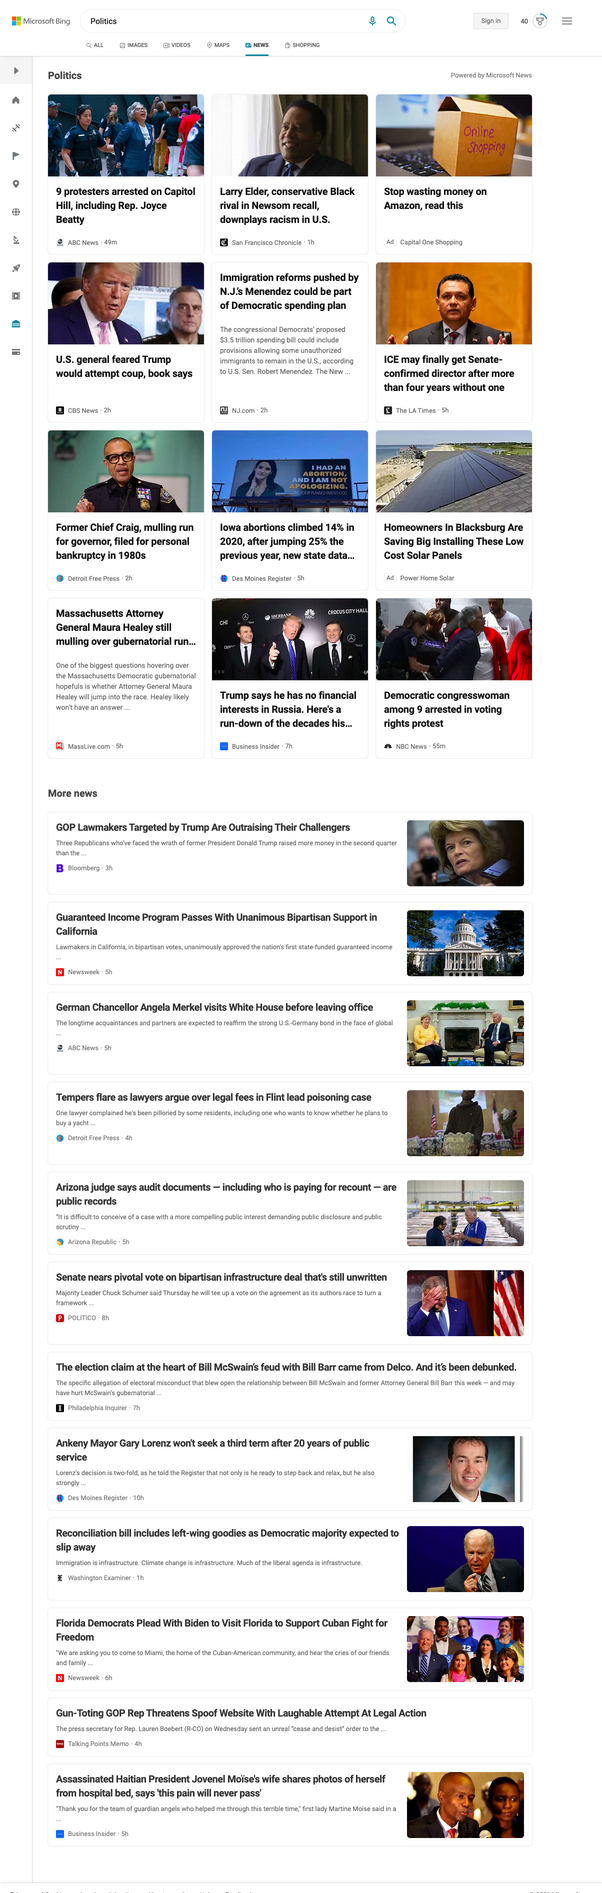 Microsoft Bing
Politics
Sign in
40
ALL
IMAGES
VIDEOS
MAPS
NEWS
SHOPPING
Politics
Powered by Microsoft News
9 protesters arrested on Capitol
Hill, including Rep. Joyce
Beatty
ABC News · 49m
Larry Elder, conservative Black
rival in Newsom recall,
downplays racism in U.S.
San Francisco Chronicle · 1h
Online
Shopping
Stop wasting money on
Amazon, read this
Ad Capital One Shopping
U.S. general feared Trump
would attempt coup, book says
CBS News · 2h
Immigration reforms pushed by
N.J.'s Menendez could be part
of Democratic spending plan
The congressional Democrats' proposed
$3.5 trillion spending bill could include
provisions allowing some unauthorized
immigrants to remain in the U.S., according
to U.S. Sen. Robert Menendez. The New ...
NJ.com · 2h
ICE may finally get Senate-
confirmed director after more
than four years without one
The LA Times · 5h
Former Chief Craig, mulling run
for governor, filed for personal
bankruptcy in 1980s
Detroit Free Press · 2h
I HAD AN
ABORTION,
AND I AM NOT
APOLOGIZING.
Iowa abortions climbed 14% in
2020, after jumping 25% the
previous year, new state data...
Des Moines Register · 5h
Homeowners In Blacksburg Are
Saving Big Installing These Low
Cost Solar Panels
Ad Power Home Solar
Massachusetts Attorney
General Maura Healey still
mulling over gubernatorial run...
One of the biggest questions hovering over
the Massachusetts Democratic gubernatorial
hopefuls is whether Attorney General Maura
Healey will jump into the race. Healey likely
won't have an answer ...
MassLive.com · 5h
CROCUS CITY HALL
Trump says he has no financial
interests in Russia. Here's a
run-down of the decades his...
Business Insider · 7h
Democratic congresswoman
among 9 arrested in voting
rights protest
NBC News · 55m
More news
GOP Lawmakers Targeted by Trump Are Outraising Their Challengers
Three Republicans who've faced the wrath of former President Donald Trump raised more money in the second quarter
than the ...
Bloomberg · 3h
Guaranteed Income Program Passes With Unanimous Bipartisan Support in
California
Lawmakers in California, in bipartisan votes, unanimously approved the nation's first state-funded guaranteed income
...
Newsweek · 5h
German Chancellor Angela Merkel visits White House before leaving office
The longtime acquaintances and partners are expected to reaffirm the strong U.S.-Germany bond in the face of global
...
ABC News · 5h
Tempers flare as lawyers argue over legal fees in Flint lead poisoning case
One lawyer complained he's been pilloried by some residents, including one who wants to know whether he plans to
buy a yacht ...
Detroit Free Press · 4h
Arizona judge says audit documents — including who is paying for recount — are
public records
"It is difficult to conceive of a case with a more compelling public interest demanding public disclosure and public
scrutiny ...
Arizona Republic · 5h
Senate nears pivotal vote on bipartisan infrastructure deal that's still unwritten
Majority Leader Chuck Schumer said Thursday he will tee up a vote on the agreement as its authors race to turn a
framework ...
POLITICO · 8h
The election claim at the heart of Bill McSwain's feud with Bill Barr came from Delco. And it's been debunked.
The specific allegation of electoral misconduct that blew open the relationship between Bill McSwain and former Attorney General Bill Barr this week — and may
have hurt McSwain's gubernatorial ...
Philadelphia Inquirer · 7h
Ankeny Mayor Gary Lorenz won't seek a third term after 20 years of public
service
Lorenz's decision is two-fold, as he told the Register that not only is he ready to step back and relax, but he also
strongly ...
Des Moines Register · 10h
Reconciliation bill includes left-wing goodies as Democratic majority expected to
slip away
Immigration is infrastructure. Climate change is infrastructure. Much of the liberal agenda is infrastructure.
Washington Examiner · 1h
Florida Democrats Plead With Biden to Visit Florida to Support Cuban Fight for
Freedom
"We are asking you to come to Miami, the home of the Cuban-American community, and hear the cries of our friends
and family ...
Newsweek · 6h
Gun-Toting GOP Rep Threatens Spoof Website With Laughable Attempt At Legal Action
The press secretary for Rep. Lauren Boebert (R-CO) on Wednesday sent an unreal "cease and desist" order to the ...
Talking Points Memo · 4h
Assassinated Haitian President Jovenel Moïse's wife shares photos of herself
from hospital bed, says 'this pain will never pass'
"Thank you for the team of guardian angels who helped me through this terrible time," first lady Martine Moise said in a
...
Business Insider · 5h